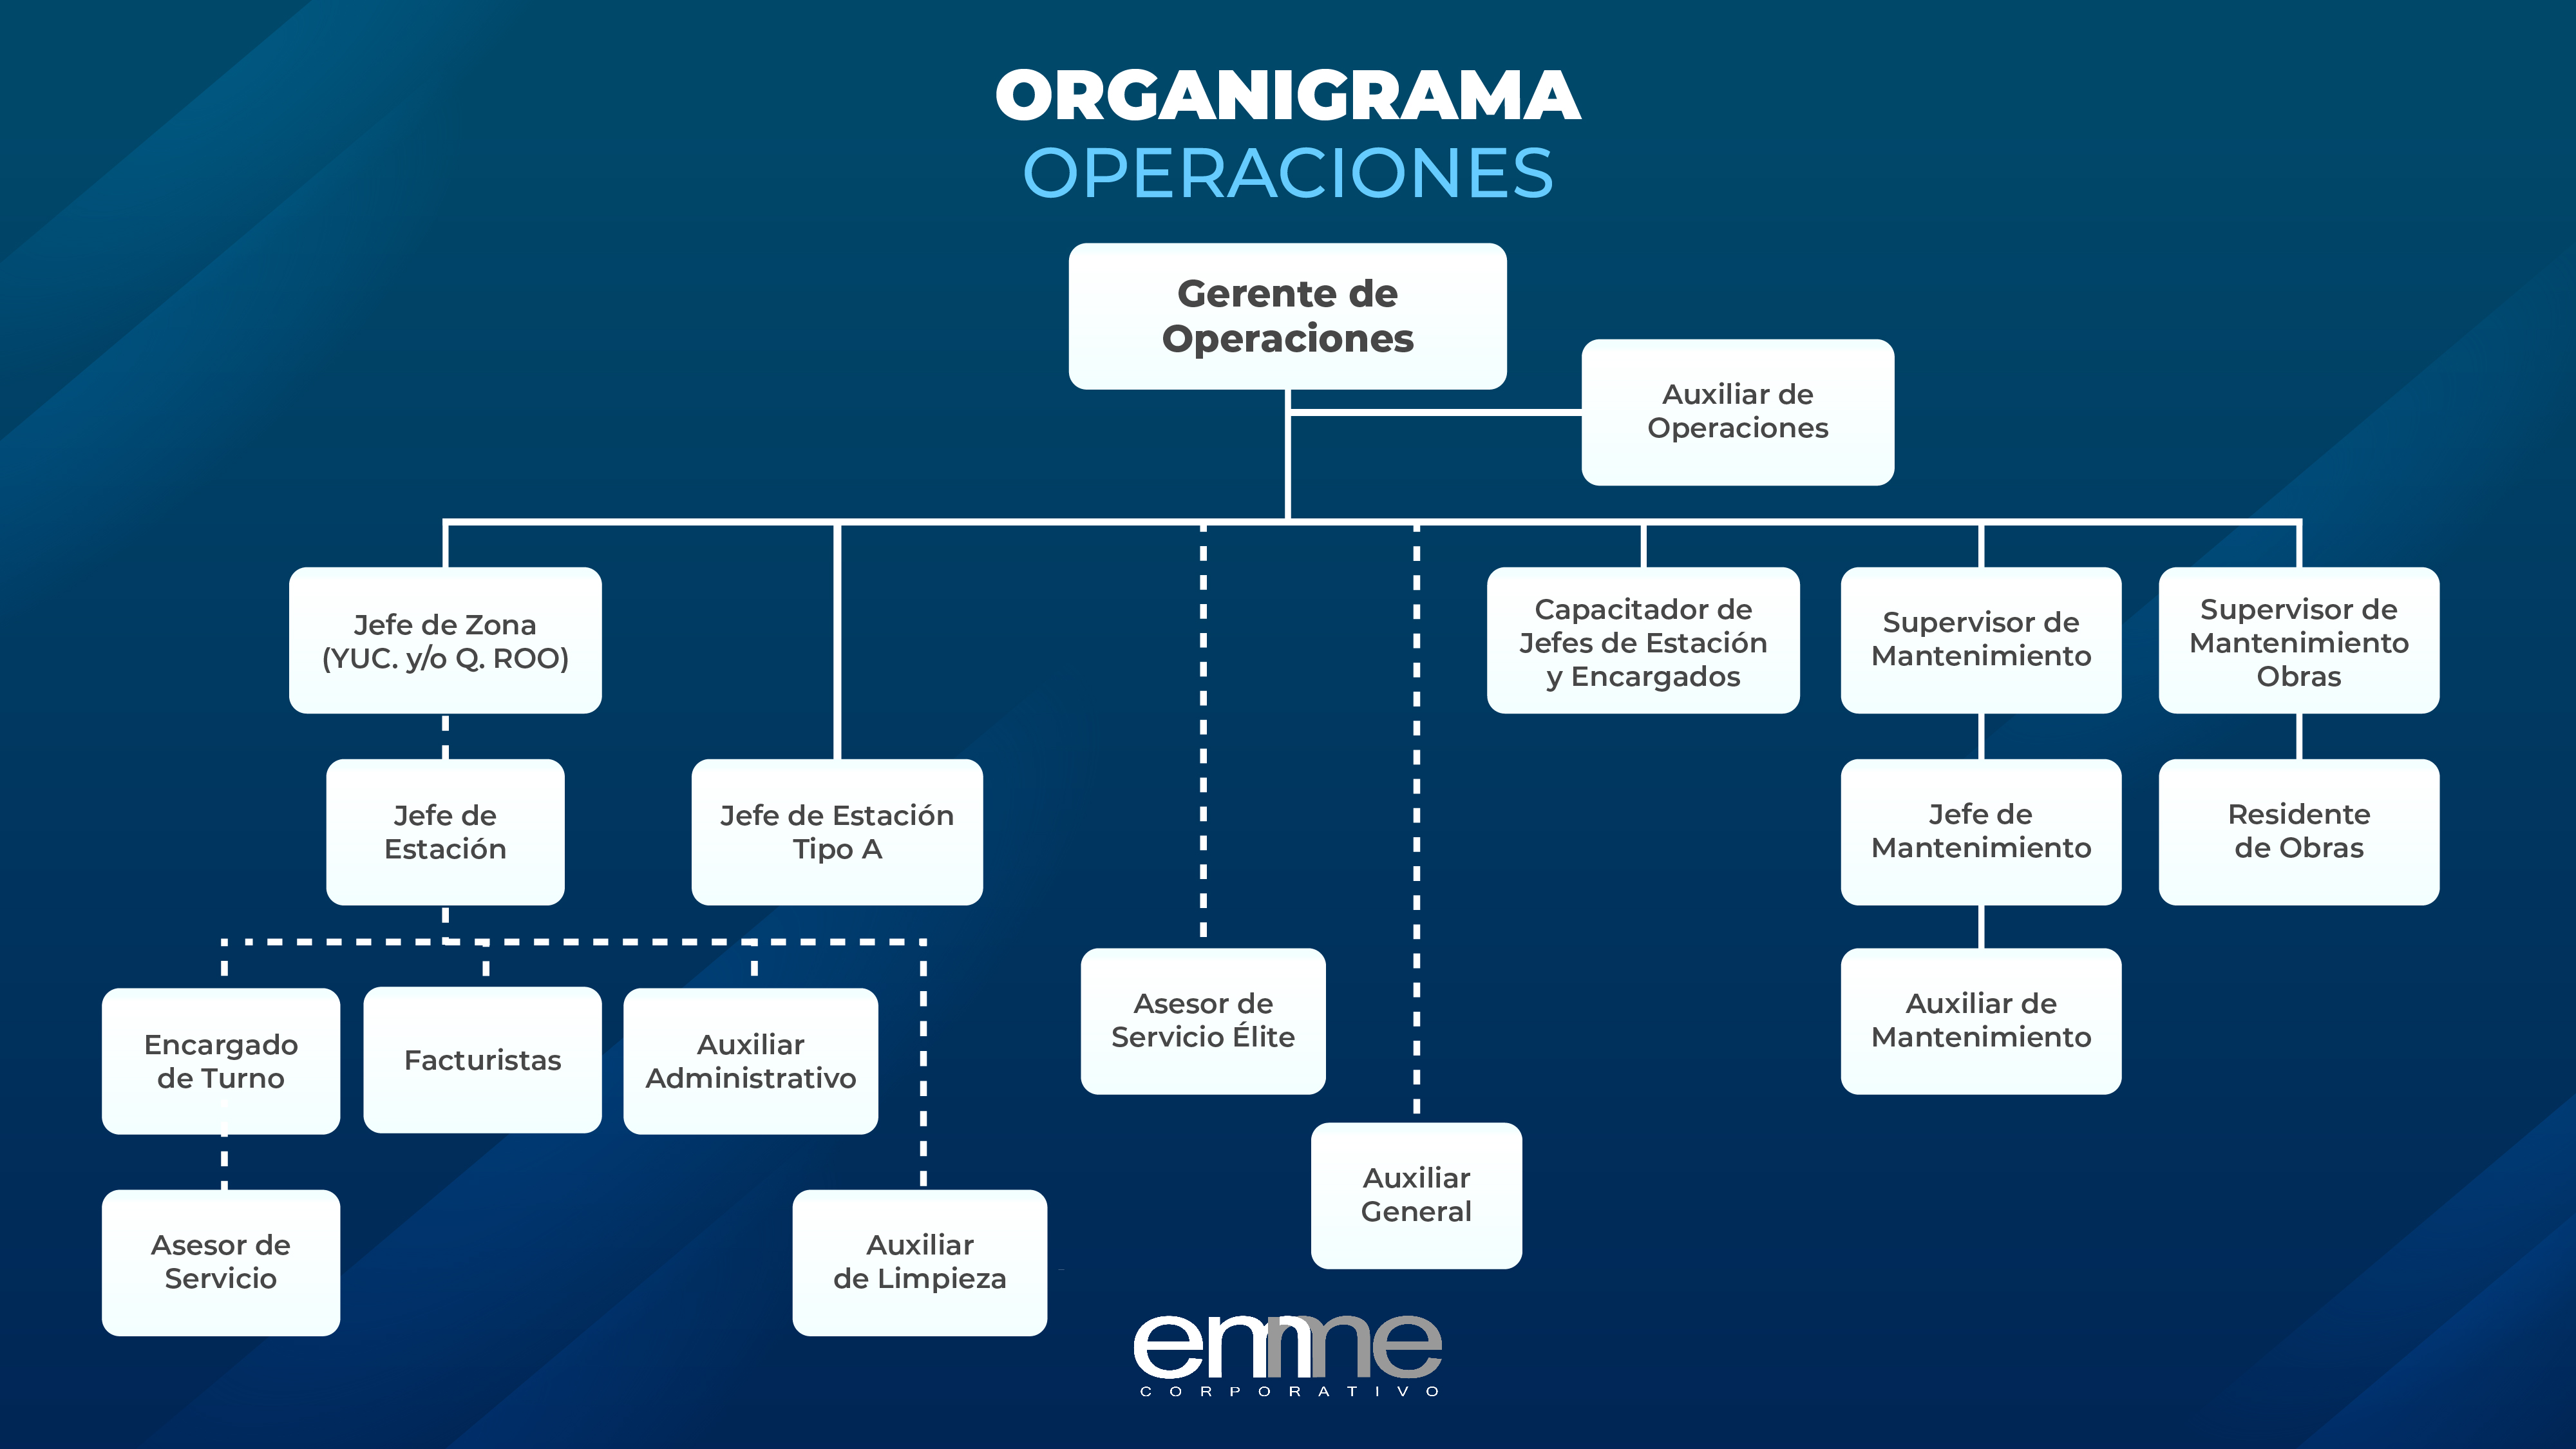 ORGANIGRAMA
OPERACIONES
Gerente de
Operaciones
Auxiliar de
Operaciones
Jefe de Zona
(YUC. y/o Q. ROO)
Capacitador de
Jefes de Estación
y Encargados
Supervisor de
Mantenimiento
Supervisor de
Mantenimiento
Obras
Jefe de
Estación
Jefe de Estación
Tipo A
Jefe de
Mantenimiento
Residente
de Obras
Asesor de
Servicio Élite
Auxiliar de
Mantenimiento
Encargado
de Turno
Facturistas
Auxiliar
Administrativo
Auxiliar
General
Asesor de
Servicio
Auxiliar
de Limpieza
emme
CORPORATIVO